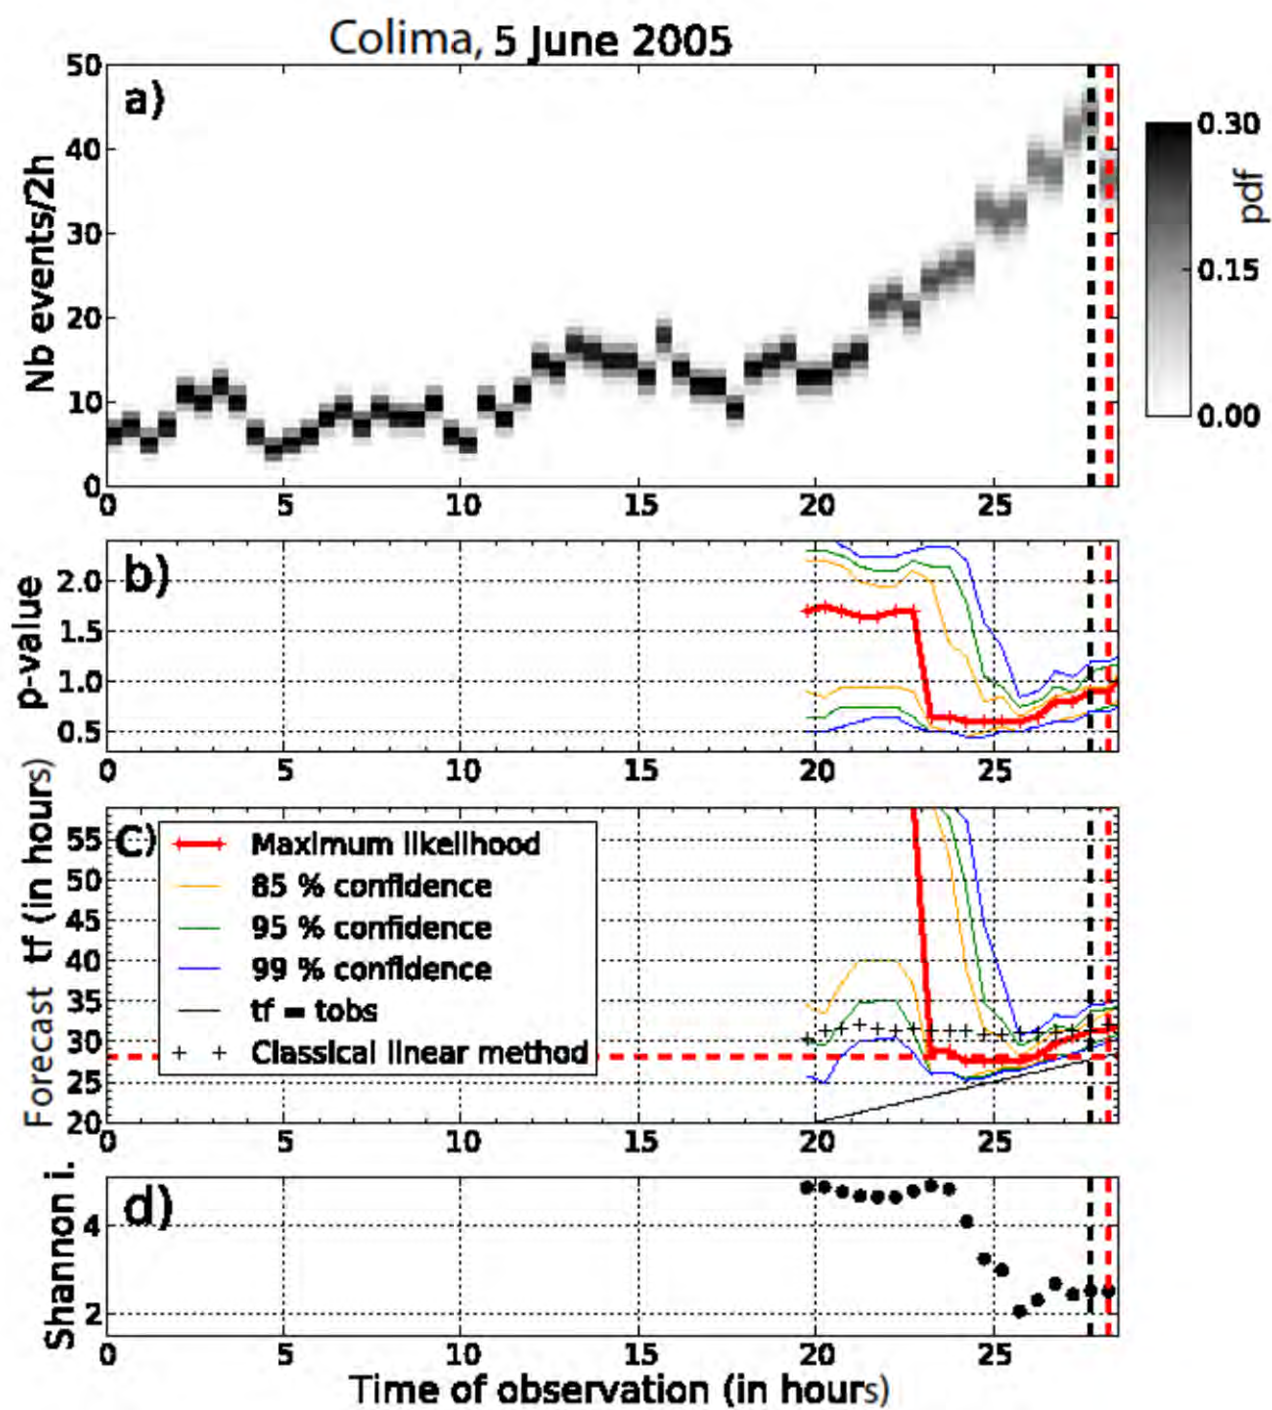 Colima, 5 June 2005
a)
50
40
30
20
10
0
Nb events/2h
0 5 10 15 20 25
0.30
0.15
0.00
pdf
b)
2.0
1.5
1.0
0.5
p-value
0 5 10 15 20 25
c)
55
50
45
40
35
30
25
20
Forecast tf (in hours)
Maximum likelihood
85 % confidence
95 % confidence
99 % confidence
tf = tobs
Classical linear method
0 5 10 15 20 25
d)
4
2
Shannon i.
0 5 10 15 20 25
Time of observation (in hours)